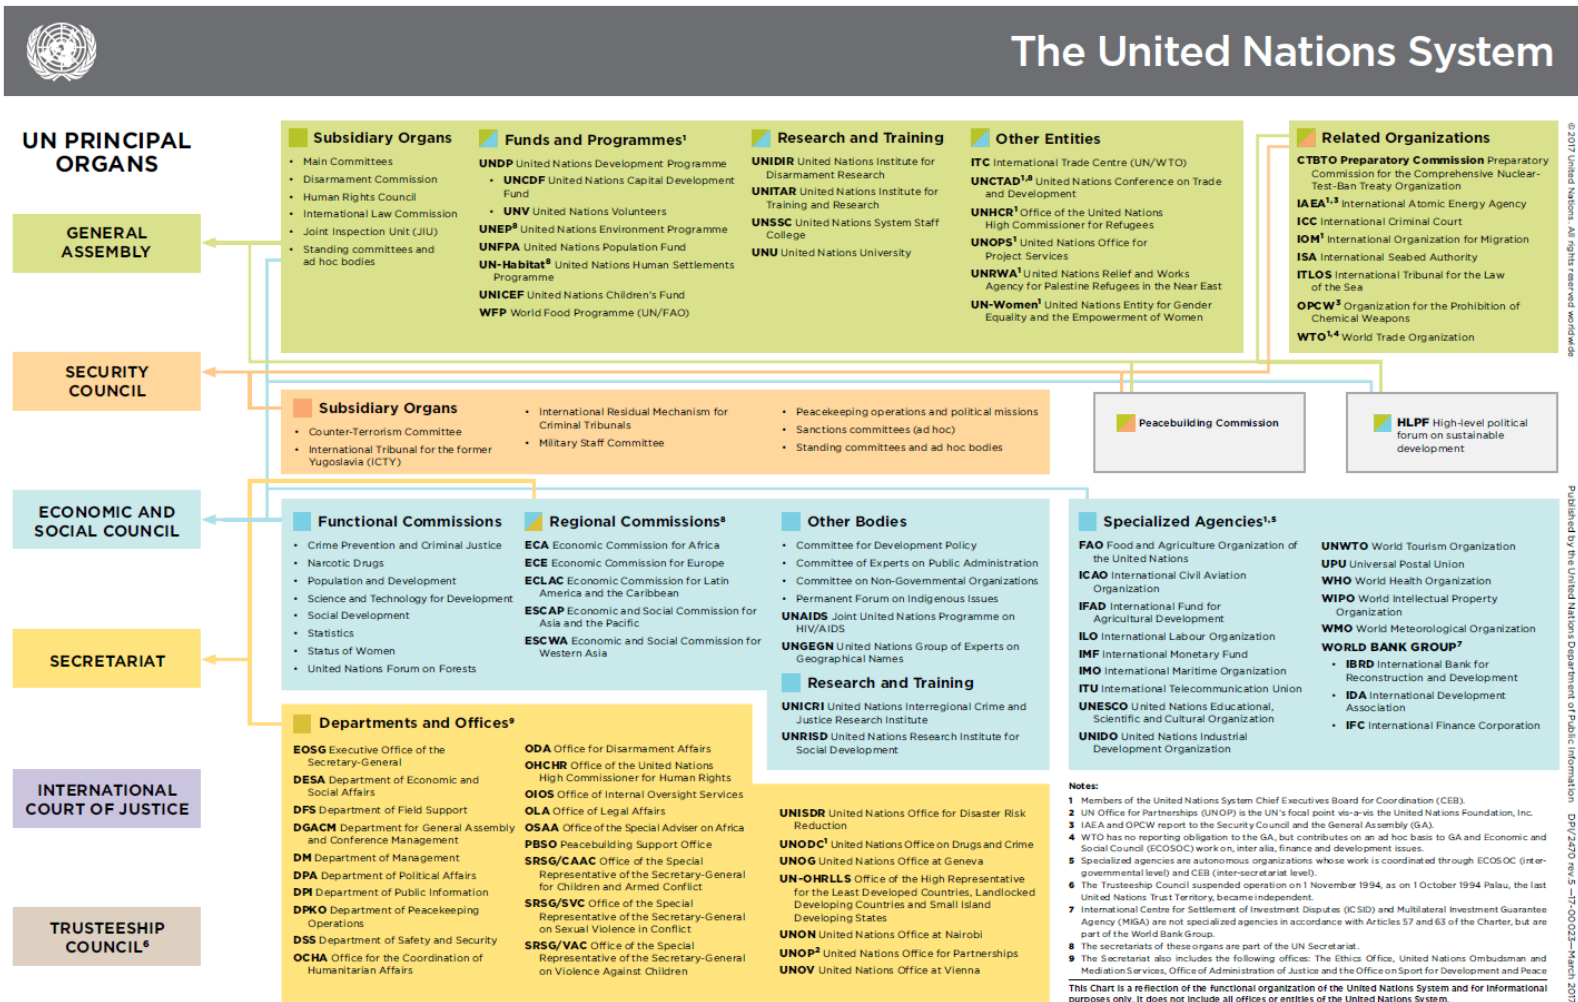 The United Nations System
UN PRINCIPAL
ORGANS
GENERAL
ASSEMBLY
SECURITY
COUNCIL
ECONOMIC AND
SOCIAL COUNCIL
SECRETARIAT
INTERNATIONAL
COURT OF JUSTICE
TRUSTEESHIP
COUNCIL⁶
Subsidiary Organs
• Main Committees
• Disarmament Commission
• Human Rights Council
• International Law Commission
• Joint Inspection Unit (JIU)
• Standing committees and
ad hoc bodies
Funds and Programmes¹
UNDP United Nations Development Programme
• UNCDF United Nations Capital Development
Fund
• UNV United Nations Volunteers
UNEP⁸ United Nations Environment Programme
UNFPA United Nations Population Fund
UN-Habitat⁸ United Nations Human Settlements
Programme
UNICEF United Nations Children's Fund
WFP World Food Programme (UN/FAO)
Research and Training
UNIDIR United Nations Institute for
Disarmament Research
UNITAR United Nations Institute for
Training and Research
UNSSC United Nations System Staff
College
UNU United Nations University
Other Entities
ITC International Trade Centre (UN/WTO)
UNCTAD¹,⁸ United Nations Conference on Trade
and Development
UNHCR¹ Office of the United Nations
High Commissioner for Refugees
UNOPS¹ United Nations Office for
Project Services
UNRWA¹ United Nations Relief and Works
Agency for Palestine Refugees in the Near East
UN-Women¹ United Nations Entity for Gender
Equality and the Empowerment of Women
Related Organizations
CTBTO Preparatory Commission Preparatory
Commission for the Comprehensive Nuclear-
Test-Ban Treaty Organization
IAEA¹,³ International Atomic Energy Agency
ICC International Criminal Court
IOM¹ International Organization for Migration
ISA International Seabed Authority
ITLOS International Tribunal for the Law
of the Sea
OPCW³ Organization for the Prohibition of
Chemical Weapons
WTO¹,⁴ World Trade Organization
Subsidiary Organs
• Counter-Terrorism Committee
• International Tribunal for the former
Yugoslavia (ICTY)
• International Residual Mechanism for
Criminal Tribunals
• Military Staff Committee
• Peacekeeping operations and political missions
• Sanctions committees (ad hoc)
• Standing committees and ad hoc bodies
Peacebuilding Commission
HLPF High-level political
forum on sustainable
development
Functional Commissions
• Crime Prevention and Criminal Justice
• Narcotic Drugs
• Population and Development
• Science and Technology for Development
• Social Development
• Statistics
• Status of Women
• United Nations Forum on Forests
Regional Commissions⁸
ECA Economic Commission for Africa
ECE Economic Commission for Europe
ECLAC Economic Commission for Latin
America and the Caribbean
ESCAP Economic and Social Commission for
Asia and the Pacific
ESCWA Economic and Social Commission for
Western Asia
Other Bodies
• Committee for Development Policy
• Committee of Experts on Public Administration
• Committee on Non-Governmental Organizations
• Permanent Forum on Indigenous Issues
UNAIDS Joint United Nations Programme on
HIV/AIDS
UNGEGN United Nations Group of Experts on
Geographical Names
Research and Training
UNICRI United Nations Interregional Crime and
Justice Research Institute
UNRISD United Nations Research Institute for
Social Development
Specialized Agencies¹,⁵
FAO Food and Agriculture Organization of
the United Nations
ICAO International Civil Aviation
Organization
IFAD International Fund for
Agricultural Development
ILO International Labour Organization
IMF International Monetary Fund
IMO International Maritime Organization
ITU International Telecommunication Union
UNESCO United Nations Educational,
Scientific and Cultural Organization
UNIDO United Nations Industrial
Development Organization
UNWTO World Tourism Organization
UPU Universal Postal Union
WHO World Health Organization
WIPO World Intellectual Property
Organization
WMO World Meteorological Organization
WORLD BANK GROUP⁷
• IBRD International Bank for
Reconstruction and Development
• IDA International Development
Association
• IFC International Finance Corporation
Departments and Offices⁹
EOSG Executive Office of the
Secretary-General
DESA Department of Economic and
Social Affairs
DFS Department of Field Support
DGACM Department for General Assembly
and Conference Management
DM Department of Management
DPA Department of Political Affairs
DPI Department of Public Information
DPKO Department of Peacekeeping
Operations
DSS Department of Safety and Security
OCHA Office for the Coordination of
Humanitarian Affairs
ODA Office for Disarmament Affairs
OHCHR Office of the United Nations
High Commissioner for Human Rights
OIOS Office of Internal Oversight Services
OLA Office of Legal Affairs
OSAA Office of the Special Adviser on Africa
PBSO Peacebuilding Support Office
SRSG/CAAC Office of the Special
Representative of the Secretary-General
for Children and Armed Conflict
SRSG/SVC Office of the Special
Representative of the Secretary-General
on Sexual Violence in Conflict
SRSG/VAC Office of the Special
Representative of the Secretary-General
on Violence Against Children
UNISDR United Nations Office for Disaster Risk
Reduction
UNODC¹ United Nations Office on Drugs and Crime
UNOG United Nations Office at Geneva
UN-OHRLLS Office of the High Representative
for the Least Developed Countries, Landlocked
Developing Countries and Small Island
Developing States
UNON United Nations Office at Nairobi
UNOP² United Nations Office for Partnerships
UNOV United Nations Office at Vienna
Notes:
1 Members of the United Nations System Chief Executives Board for Coordination (CEB).
2 UN Office for Partnerships (UNOP) is the UN's focal point vis-a-vis the United Nations Foundation, Inc.
3 IAEA and OPCW report to the Security Council and the General Assembly (GA).
4 WTO has no reporting obligation to the GA, but contributes on an ad hoc basis to GA and Economic and
Social Council (ECOSOC) work on, inter alia, finance and development issues.
5 Specialized agencies are autonomous organizations whose work is coordinated through ECOSOC (inter-
governmental level) and CEB (inter-secretariat level).
6 The Trusteeship Council suspended operation on 1 November 1994, as on 1 October 1994 Palau, the last
United Nations Trust Territory, became independent.
7 International Centre for Settlement of Investment Disputes (ICSID) and Multilateral Investment Guarantee
Agency (MIGA) are not specialized agencies in accordance with Articles 57 and 63 of the Charter, but are
part of the World Bank Group.
8 The secretariats of these organs are part of the UN Secretariat.
9 The Secretariat also includes the following offices: The Ethics Office, United Nations Ombudsman and
Mediation Services, Office of Administration of Justice and the Office on Sport for Development and Peace
This Chart is a reflection of the functional organization of the United Nations System and for informational
purposes only. It does not include all offices or entities of the United Nations System.
© 2017 United Nations. All rights reserved worldwide
Published by the United Nations Department of Public Information DPI/2470 rev.5 —17-00023—March 2017